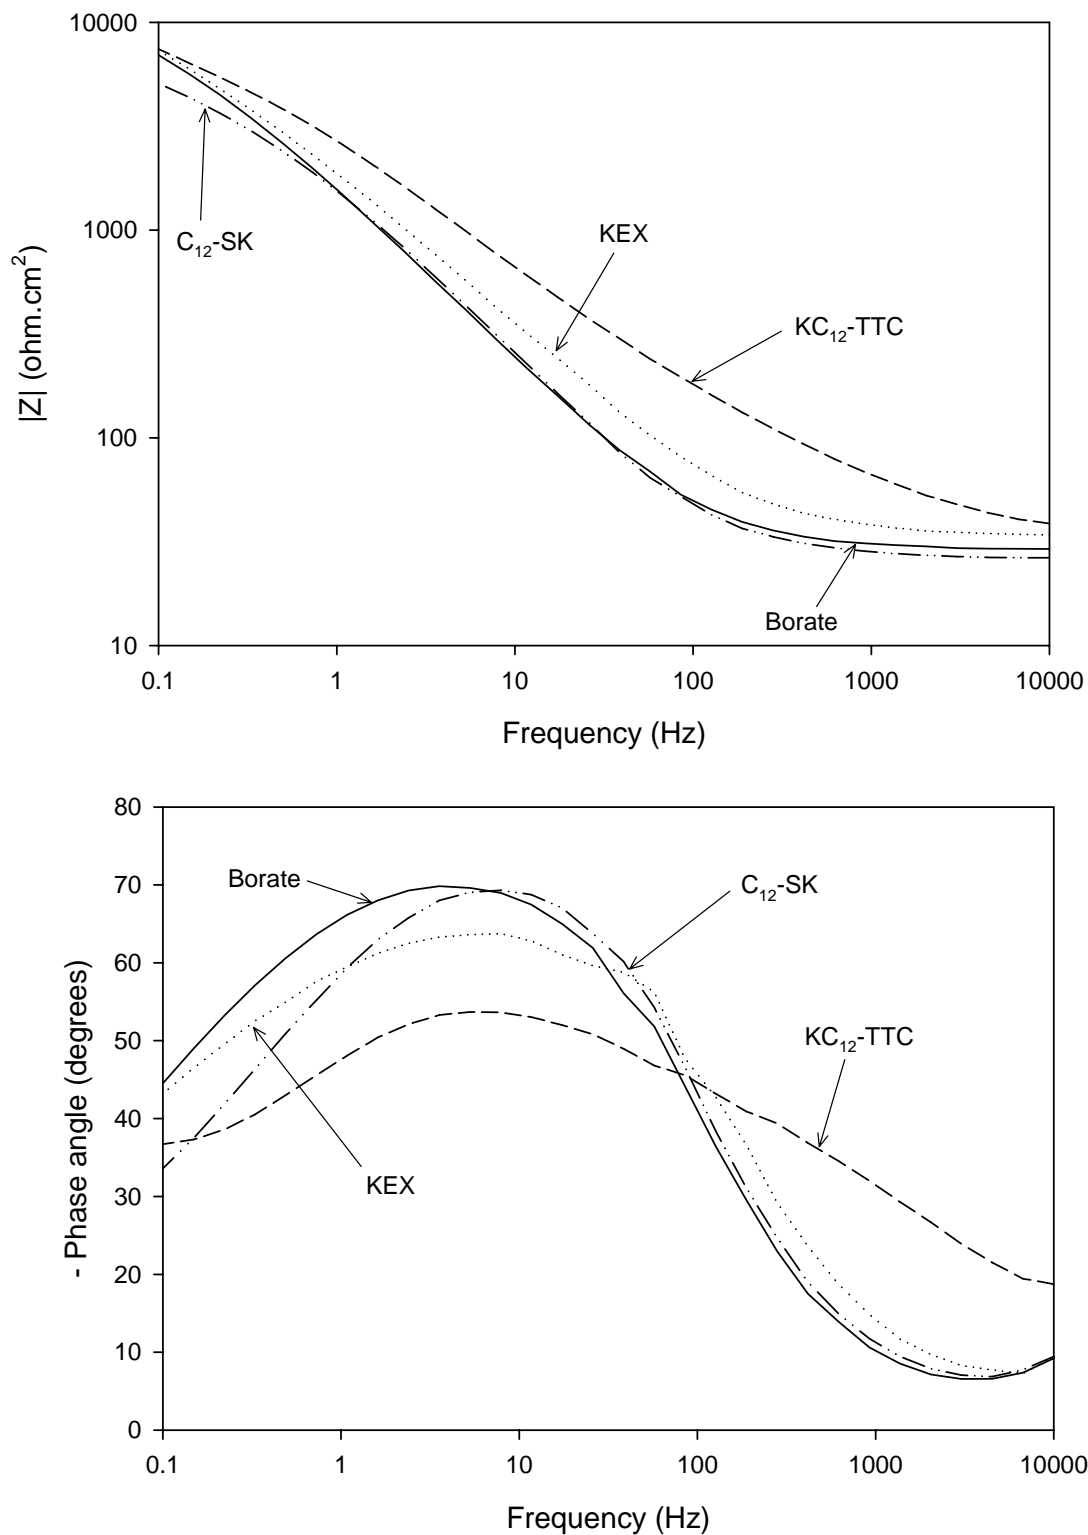 10000
1000
100
10
|Z| (ohm.cm²)
C₁₂-SK
KEX
KC₁₂-TTC
Borate
0.1 1 10 100 1000 10000
Frequency (Hz)
80
70
60
50
40
30
20
10
0
- Phase angle (degrees)
Borate
C₁₂-SK
KC₁₂-TTC
KEX
0.1 1 10 100 1000 10000
Frequency (Hz)